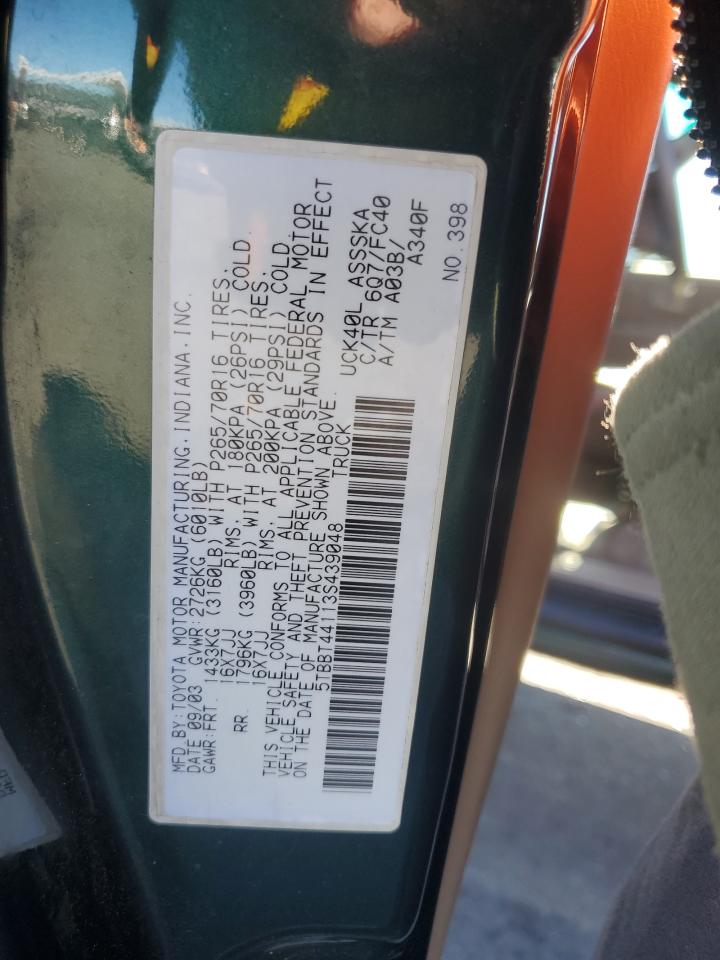 MFD.BY:TOYOTA MOTOR MANUFACTURING,INDIANA,INC.
DATE 09/03 GVWR:2726KG (6010LB)
GAWR:FRT. 1433KG (3160LB) WITH P265/70R16 TIRES,
16X7JJ RIMS, AT 180KPA (26PSI) COLD.
RR. 1796KG (3960LB) WITH P265/70R16 TIRES,
16X7JJ RIMS, AT 200KPA (29PSI) COLD.
THIS VEHICLE CONFORMS TO ALL APPLICABLE FEDERAL MOTOR
VEHICLE SAFETY AND THEFT PREVENTION STANDARDS IN EFFECT
ON THE DATE OF MANUFACTURE SHOWN ABOVE.
5TBBT44113S439048 TRUCK
UCK40L ASSSKA
C/TR 6Q7/FC40
A/TM A03B/
A340F
NO.398